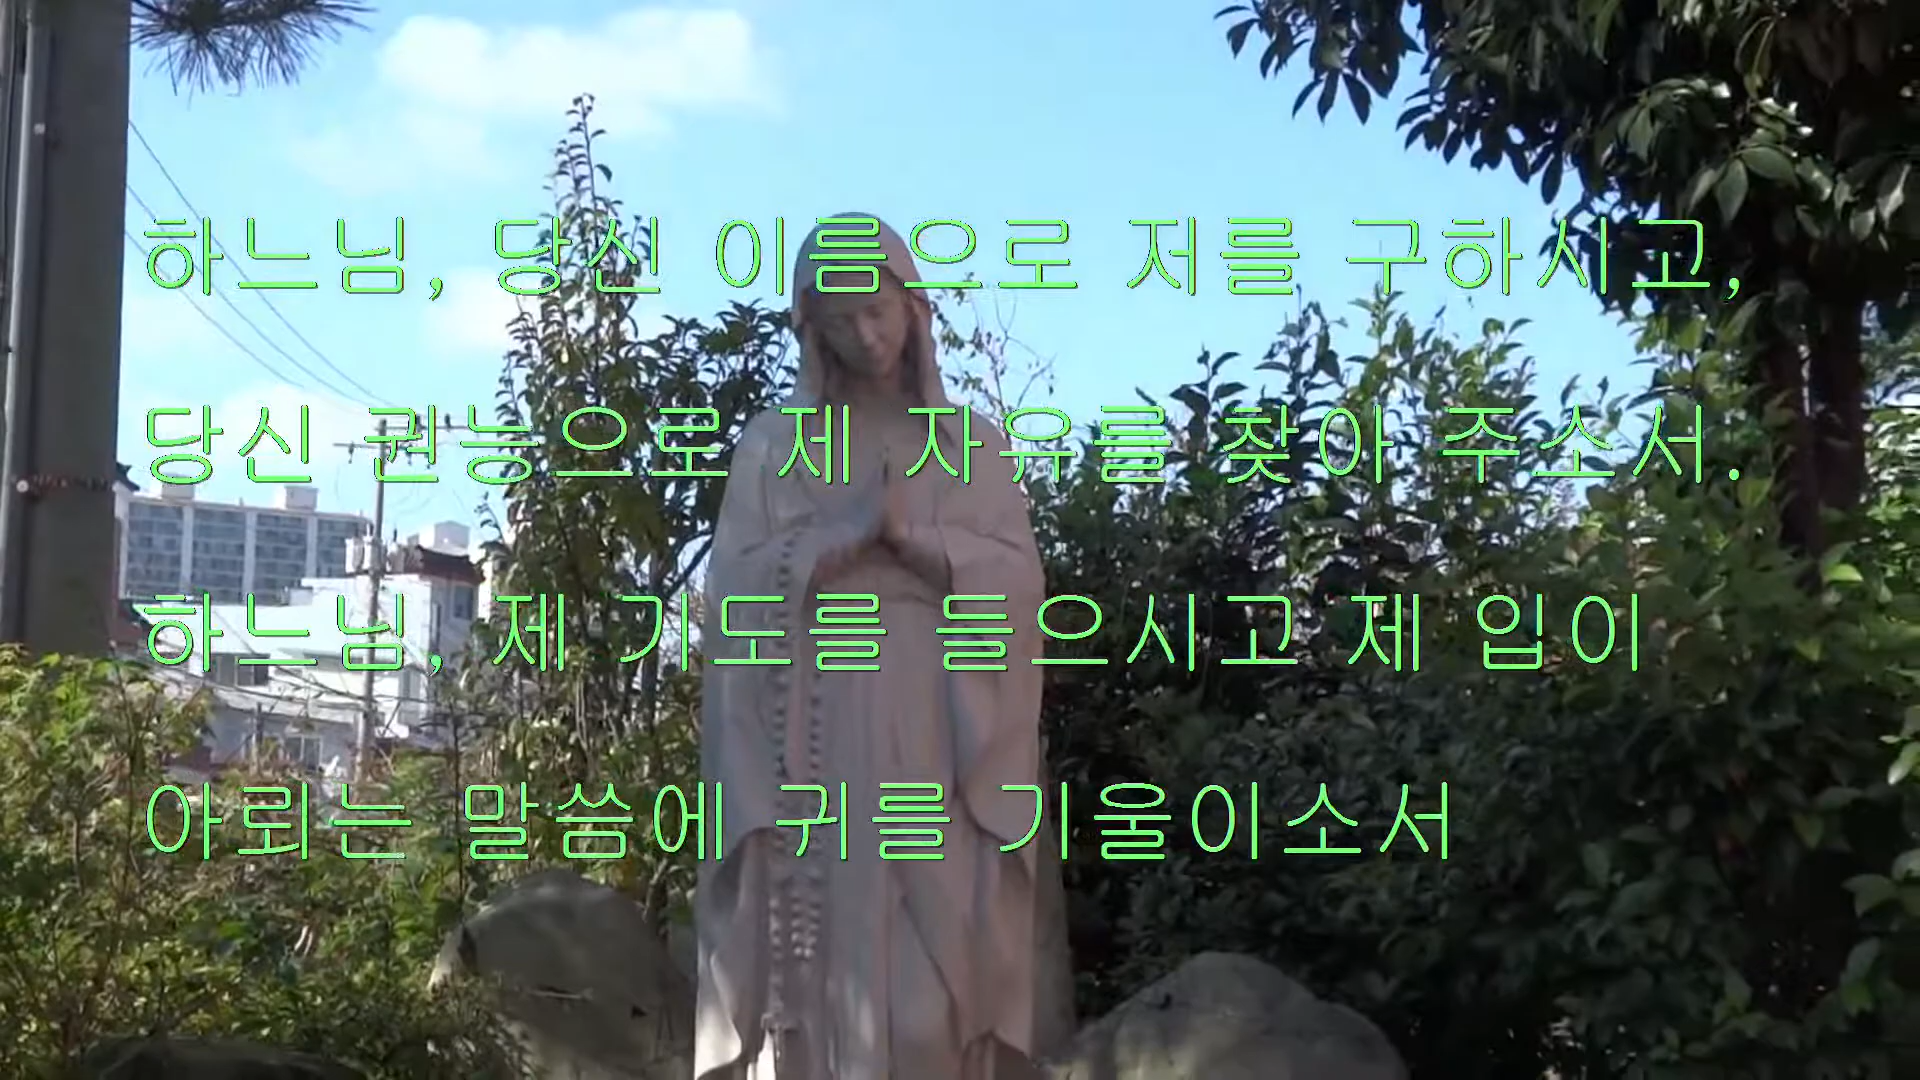 하느님, 당신 이름으로 저를 구하시고,
당신 권능으로 제 자유를 찾아 주소서.
하느님, 제 기도를 들으시고 제 입이
아뢰는 말씀에 귀를 기울이소서